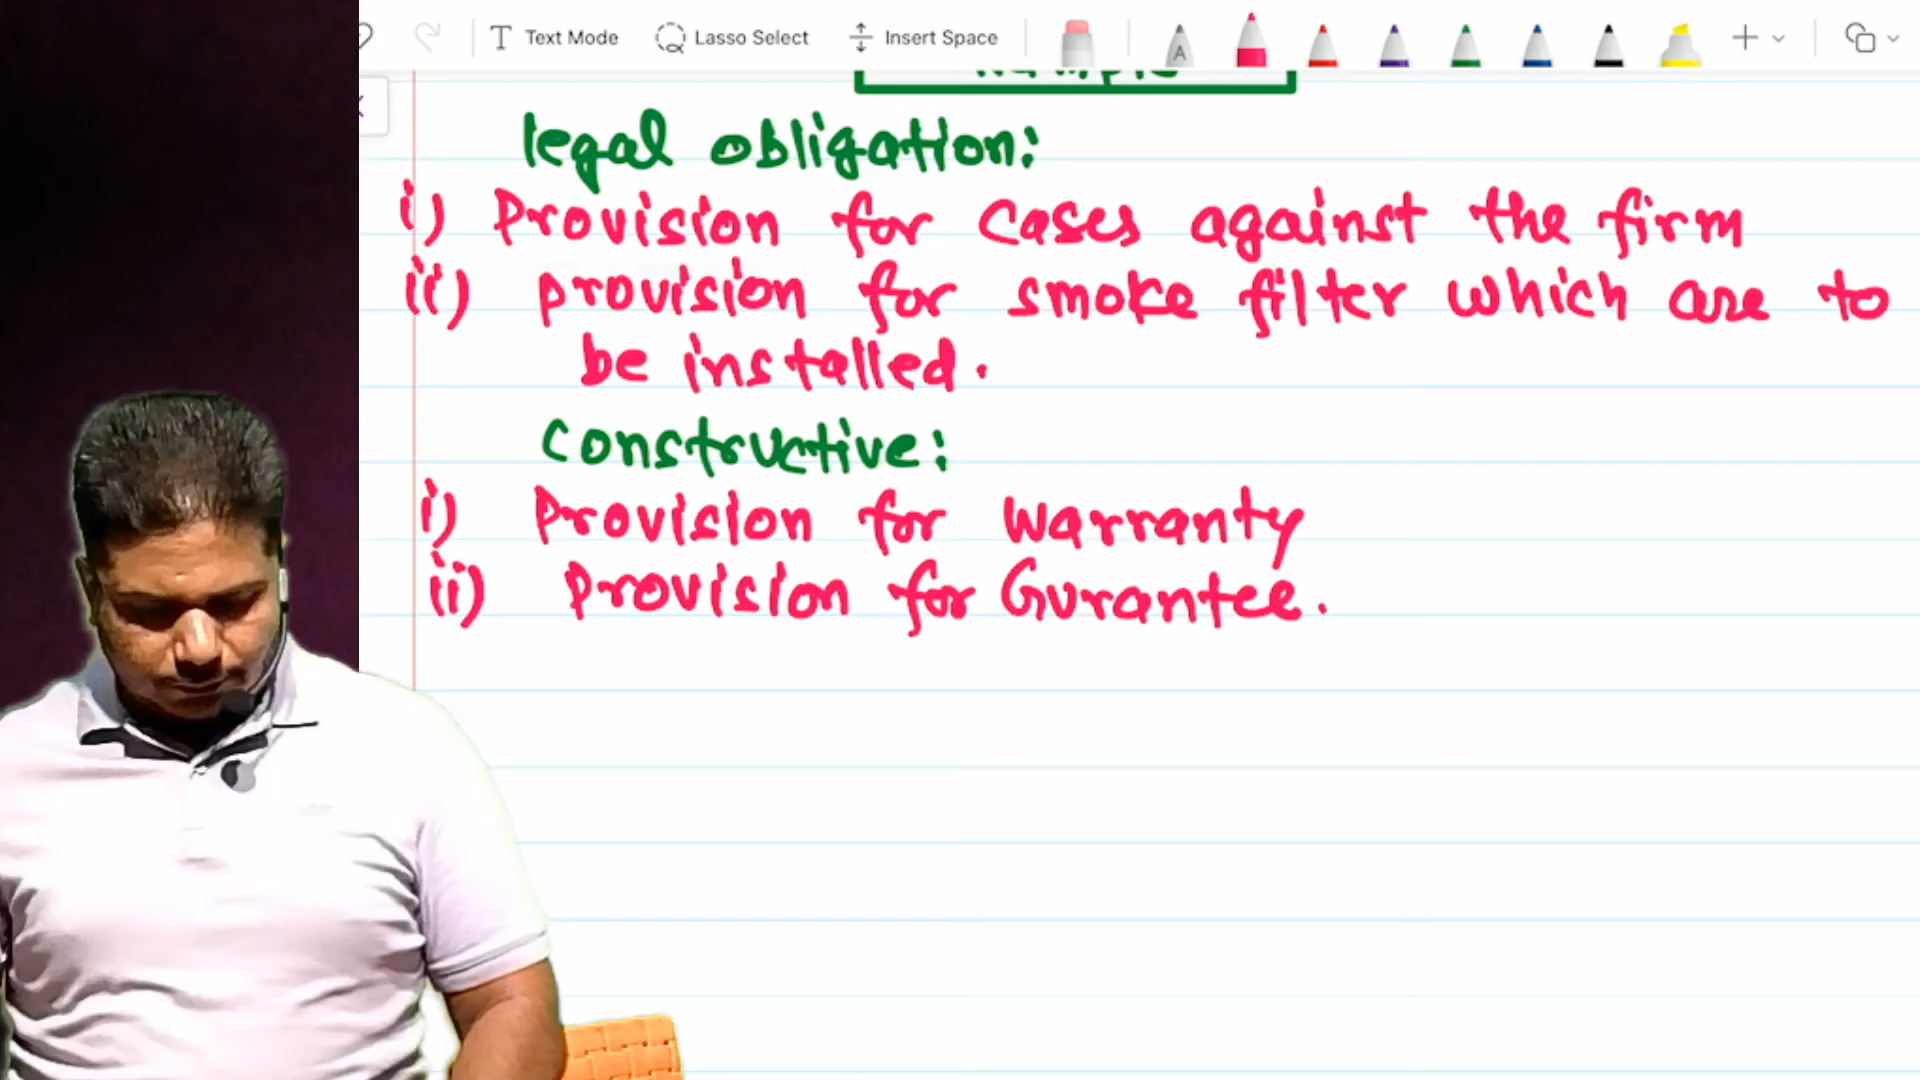 Text Mode Lasso Select Insert Space
A
legal obligation:
i) Provision for cases against the firm
ii) provision for smoke filter which are to
be installed.
constructive:
i) Provision for warranty
ii) Provision for Gurantee.